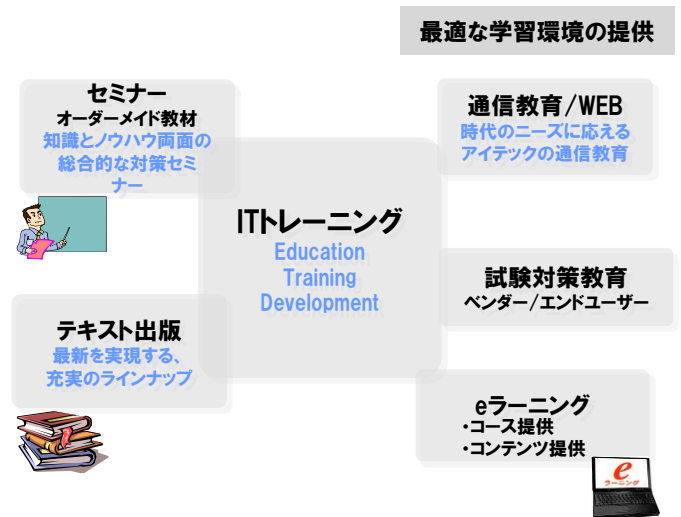 最適な学習環境の提供
セミナー
オーダーメイド教材
知識とノウハウ両面の
総合的な対策セミ
ナー
通信教育/WEB
時代のニーズに応える
アイテックの通信教育
ITトレーニング
Education
Training
Development
試験対策教育
ベンダー/エンドユーザー
テキスト出版
最新を実現する、
充実のラインナップ
eラーニング
・コース提供
・コンテンツ提供
e
ラーニング